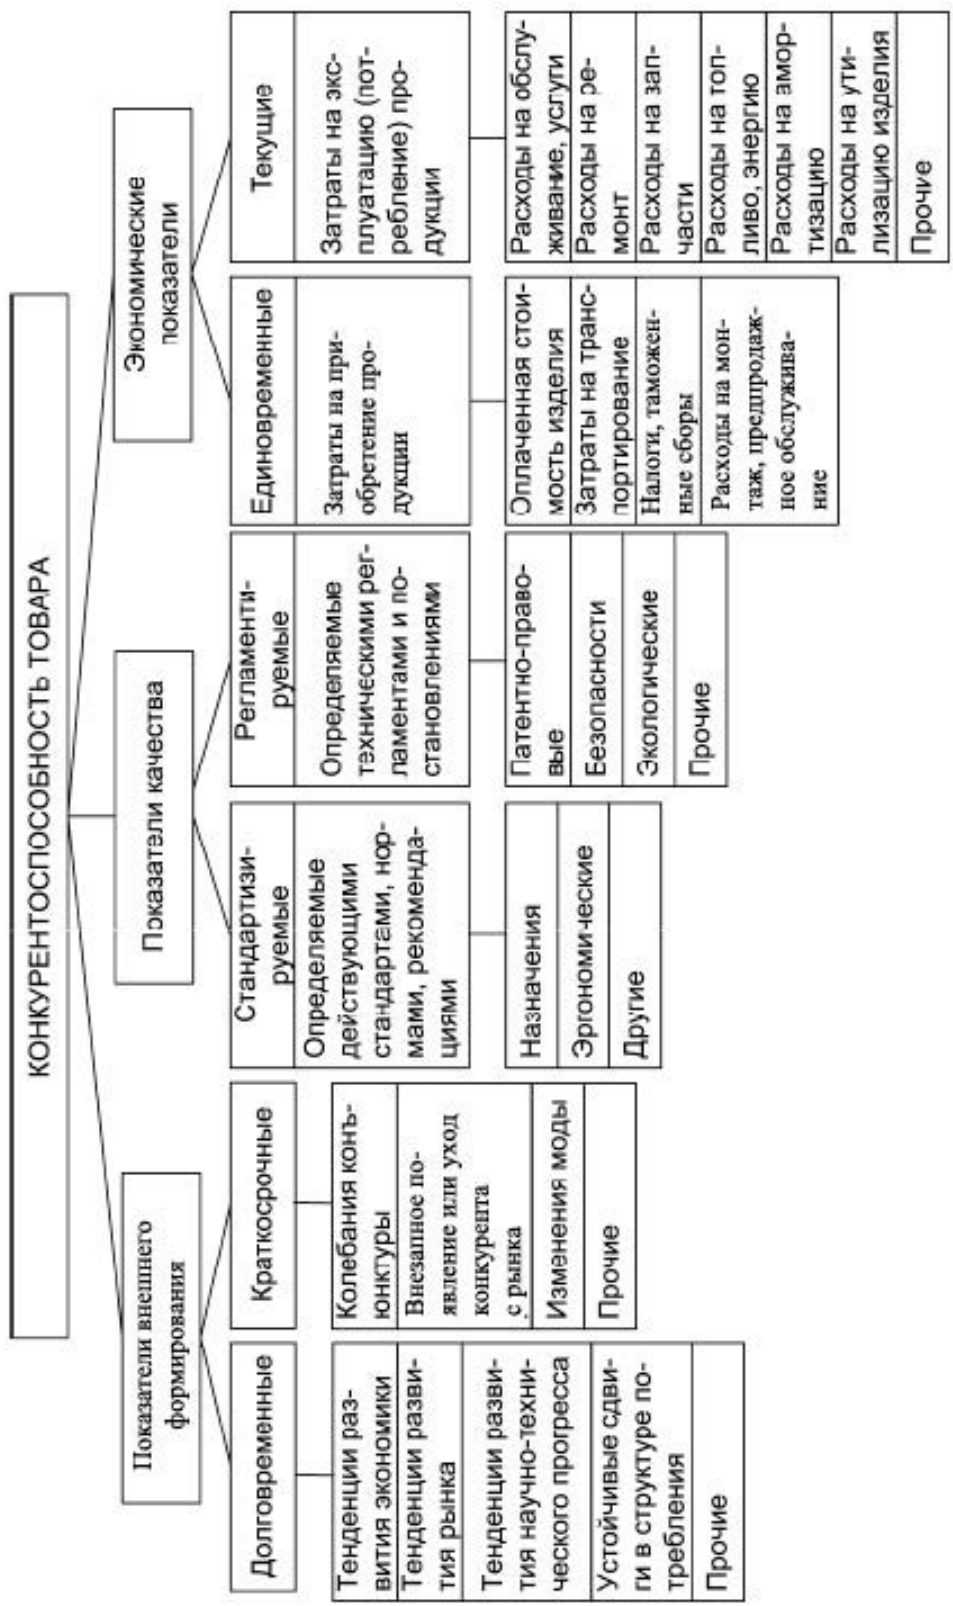 КОНКУРЕНТОСПОСОБНОСТЬ ТОВАРА
Показатели внешнего
формирования
Показатели качества
Экономические
показатели
Долговременные
Тенденции раз-
вития экономики
Тенденции разви-
тия рынка
Тенденции разви-
тия научно-техни-
ческого прогресса
Устойчивые сдви-
ги в структуре по-
требления
Прочие
Краткосрочные
Колебания конъ-
юнктуры
Внезапное по-
явление или уход
конкурента
с рынка
Изменения моды
Прочие
Стандартизи-
руемые
Определяемые
действующими
стандартами, нор-
мами, рекоменда-
циями
Назначения
Эргономические
Другие
Регламенти-
руемые
Определяемые
техническими рег-
ламентами и по-
становлениями
Патентно-право-
вые
Безопасности
Экологические
Прочие
Единовременные
Затраты на при-
обретение про-
дукции
Оплаченная стои-
мость изделия
Затраты на транс-
портирование
Налоги, таможен-
ные сборы
Расходы на мон-
таж, предпродаж-
ное обслужива-
ние
Текущие
Затраты на экс-
плуатацию (пот-
ребление) про-
дукции
Расходы на обслу-
живание, услуги
Расходы на ре-
монт
Расходы на зап-
части
Расходы на топ-
ливо, энергию
Расходы на амор-
тизацию
Расходы на ути-
лизацию изделия
Прочие